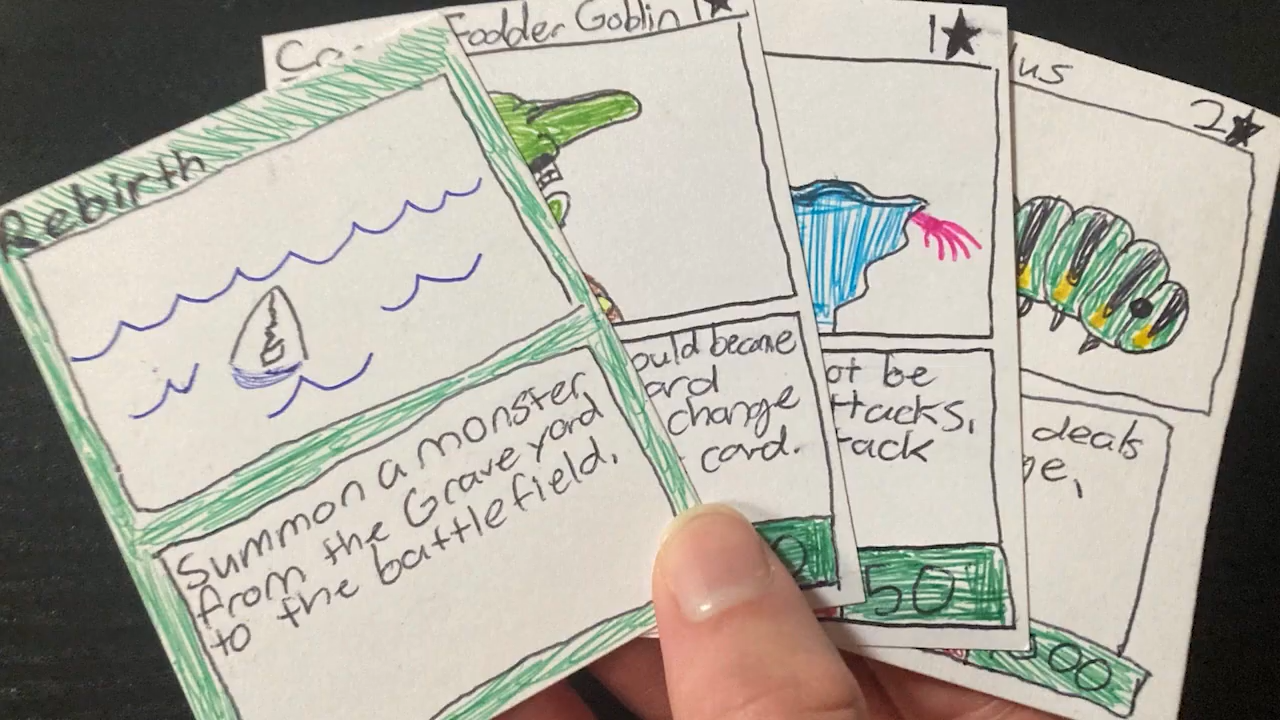 Rebirth
Summon a monster
from the Graveyard
to the battlefield.
Fodder Goblin 1★
ould become
ard
change
card.
1★
ot be
ttacks,
tack
50
lus
2★
deals
ge,
00